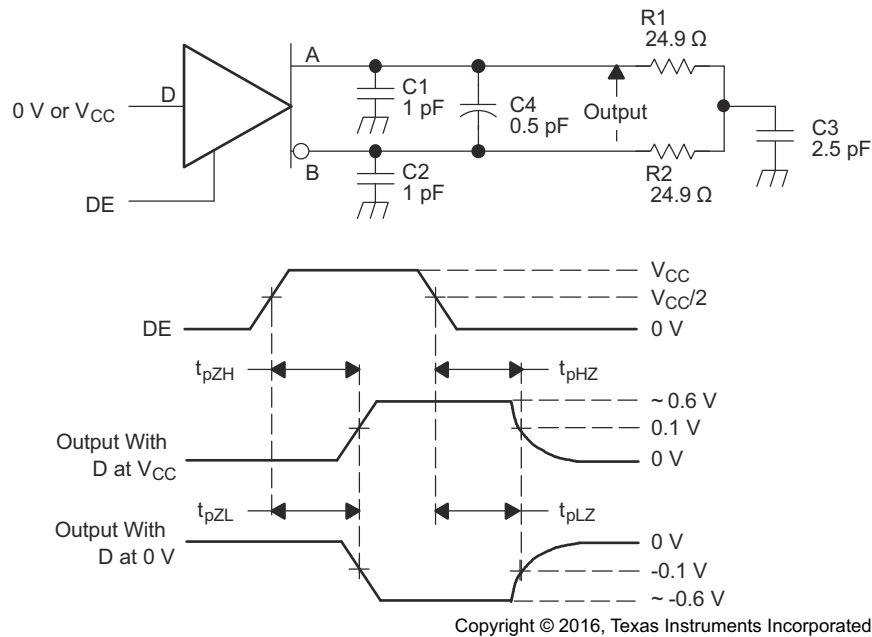 R1
24.9 Ω
A
D
0 V or VCC
C1
1 pF
C4
0.5 pF
Output
C3
2.5 pF
B
C2
1 pF
R2
24.9 Ω
DE
VCC
VCC/2
DE
0 V
tpZH
tpHZ
~ 0.6 V
0.1 V
Output With
D at VCC
0 V
tpZL
tpLZ
Output With
D at 0 V
0 V
-0.1 V
~ -0.6 V
Copyright © 2016, Texas Instruments Incorporated